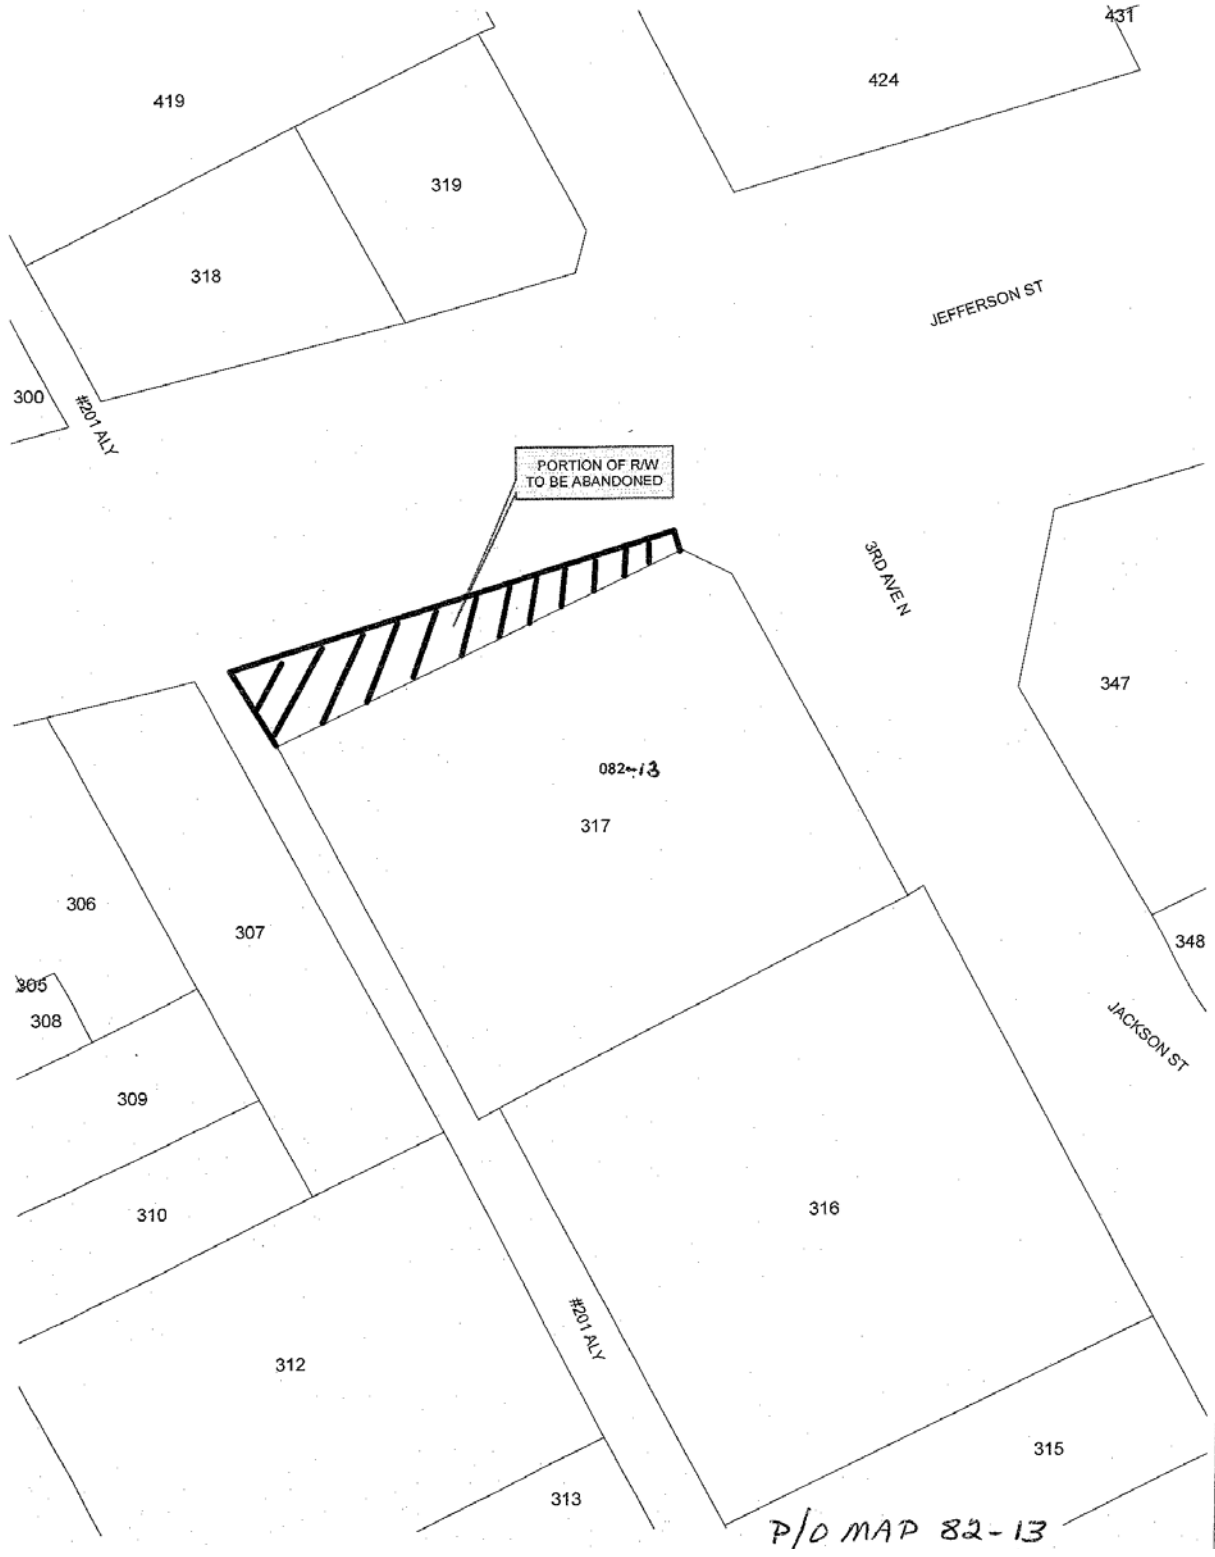 431
424
419
319
318
JEFFERSON ST
300
#201 ALY
PORTION OF R/W
TO BE ABANDONED
3RD AVE N
347
082-13
317
306
307
348
305
308
JACKSON ST
309
310
316
#201 ALY
312
315
313
P/O MAP 82-13